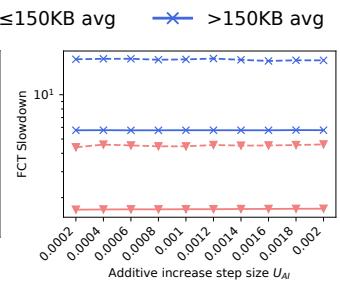 ≤150KB avg >150KB avg
FCT Slowdown
10¹
0.0002 0.0004 0.0006 0.0008 0.001 0.0012 0.0014 0.0016 0.0018 0.002
Additive increase step size U_AI